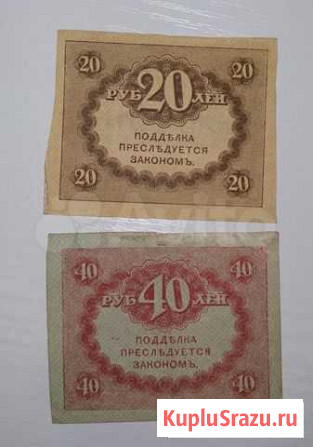 20 20
РУБ 20 ЛЕЙ
ПОДДѢЛКА
ПРЕСЛѢДУЕТСЯ
ЗАКОНОМЪ.
20 20
Avito
40 40
РУБ 40 ЛЕЙ
ПОДДѢЛКА
ПРЕСЛѢДУЕТСЯ
ЗАКОНОМЪ.
40 40
KupluSrazu.ru